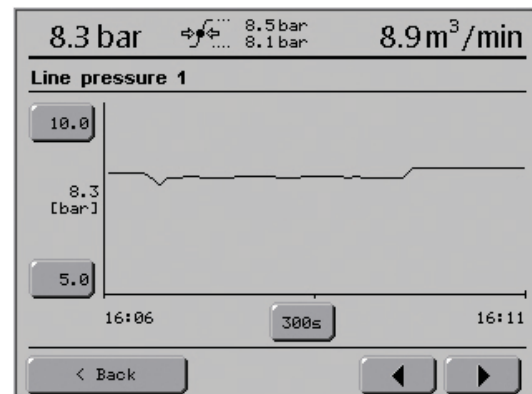 8.3 bar 8.5 bar 8.9 m³/min
8.1 bar
Line pressure 1
10.0
8.3
[bar]
5.0
16:06 300s 16:11
< Back